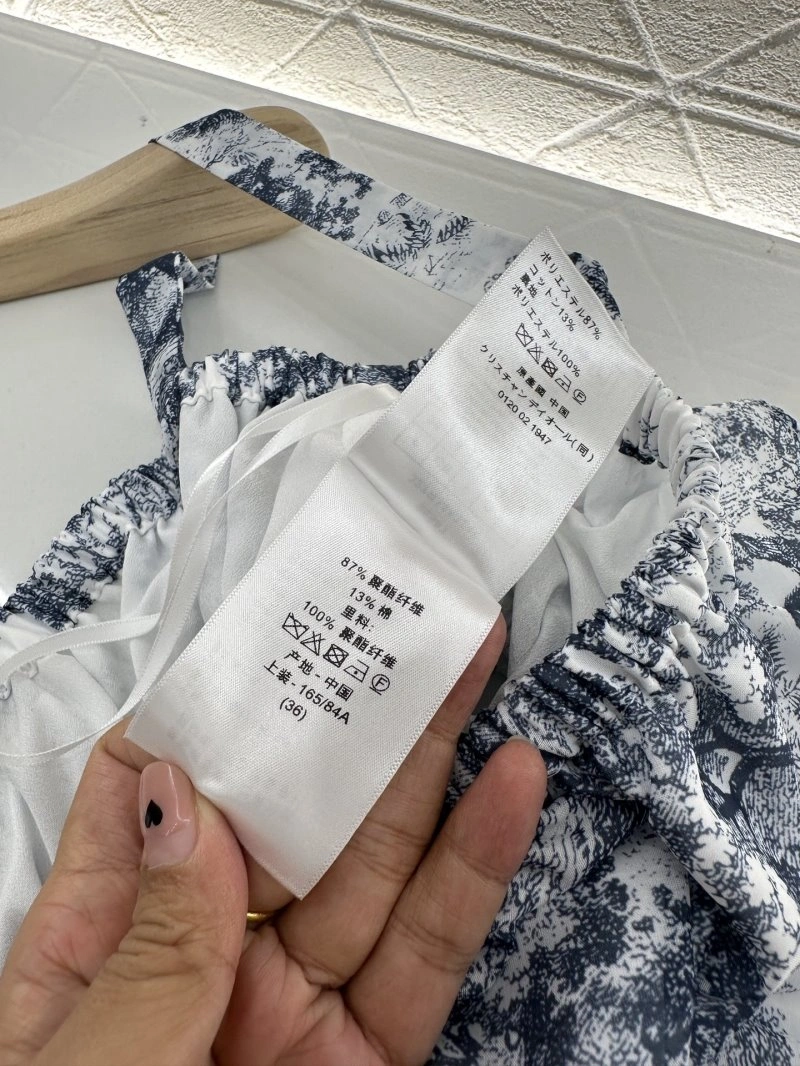 ポリエステル87%
コットン13%
裏地
ポリエステル100%
原産國 中国
クリスチャン ディオール(同)
0120 02 1947
87% 聚酯纤维
13% 棉
里料:
100% 聚酯纤维
产地 - 中国
上装 - 165/84A
(36)